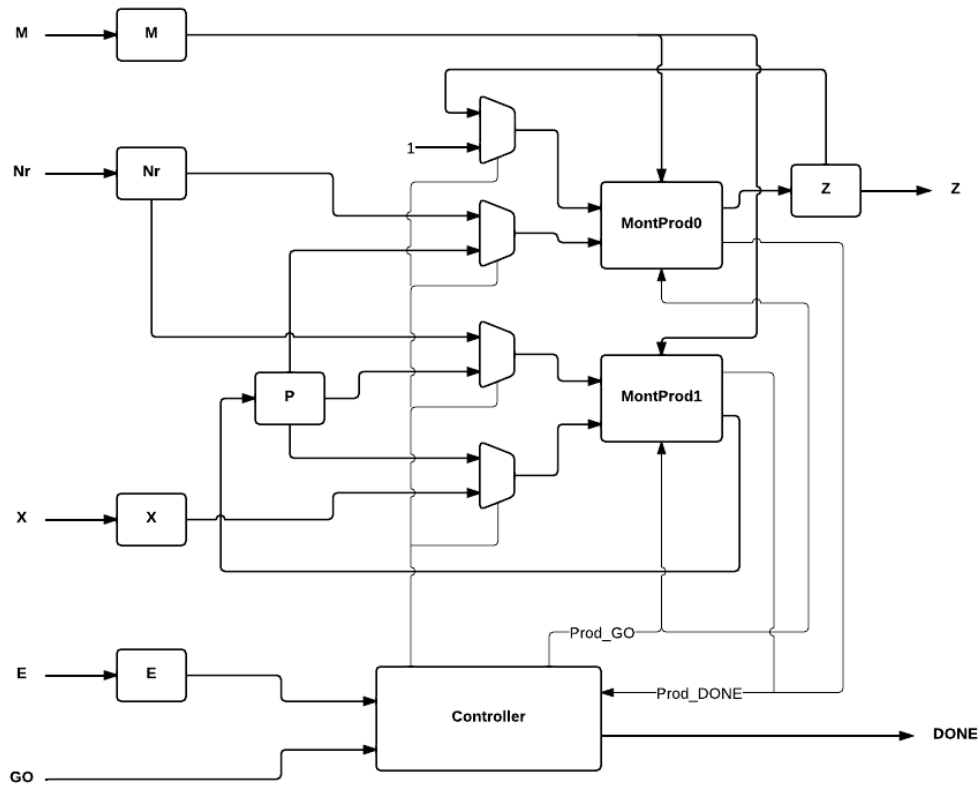 M
M
1
Nr
Nr
Z
Z
MontProd0
P
MontProd1
X
X
Prod_GO
E
E
Prod_DONE
Controller
DONE
GO